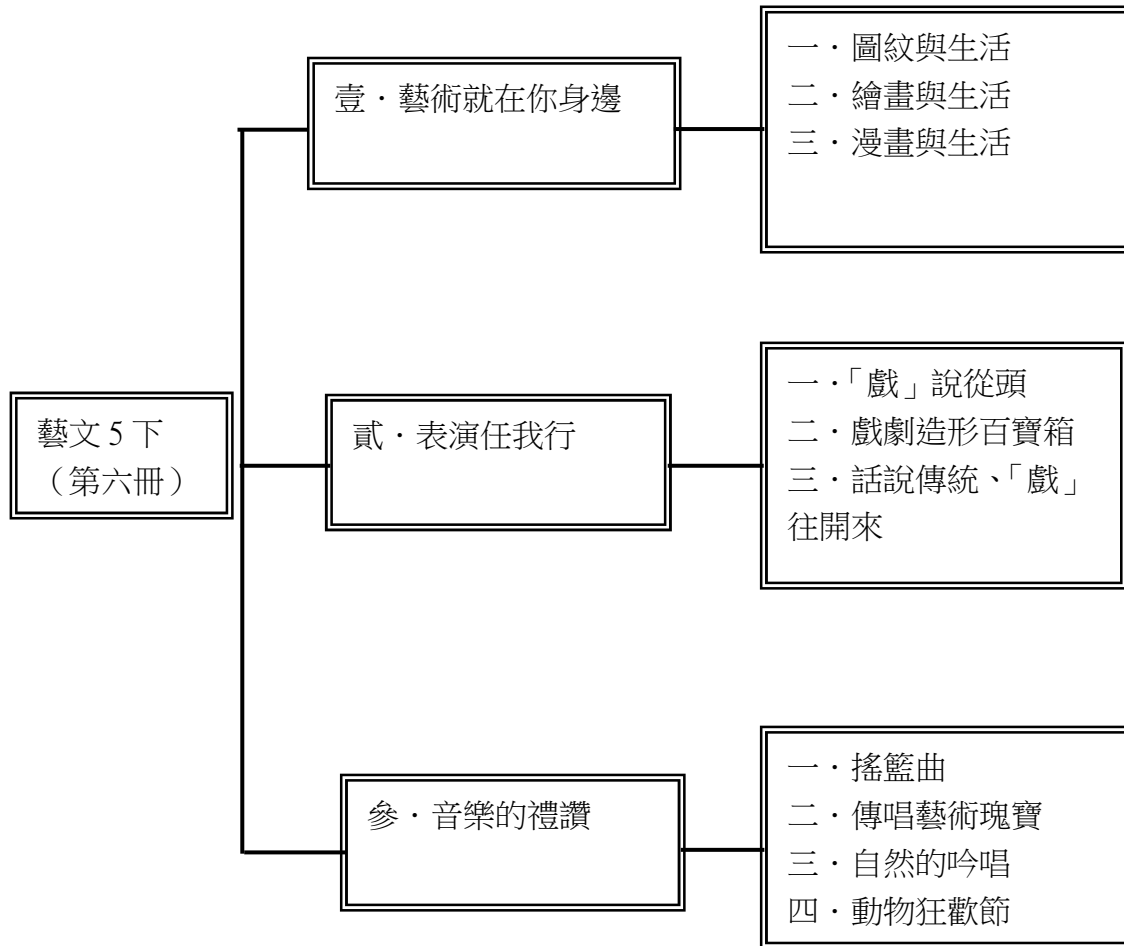 藝文 5 下
（第六冊）
壹．藝術就在你身邊
一．圖紋與生活
二．繪畫與生活
三．漫畫與生活
貳．表演任我行
一．「戲」說從頭
二．戲劇造形百寶箱
三．話說傳統、「戲」
往開來
參．音樂的禮讚
一．搖籃曲
二．傳唱藝術瑰寶
三．自然的吟唱
四．動物狂歡節